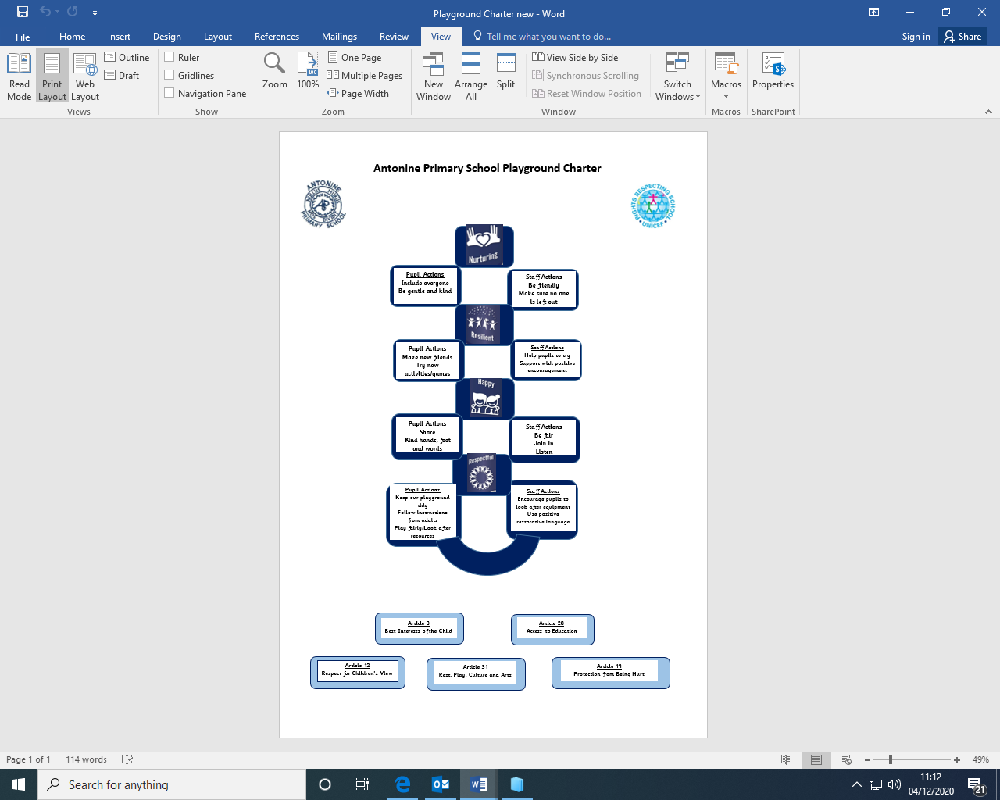 Playground Charter new - Word
File Home Insert Design Layout References Mailings Review View Tell me what you want to do... Sign in Share
Read Mode
Print Layout
Web Layout
Outline
Draft
Views
Ruler
Gridlines
Navigation Pane
Show
Zoom
100
100%
One Page
Multiple Pages
Page Width
Zoom
New Window
Arrange All
Split
View Side by Side
Synchronous Scrolling
Reset Window Position
Window
Switch Windows
Macros
Macros
Properties
SharePoint
Antonine Primary School Playground Charter
ANTONINE
PRIMARY SCHOOL
AP
RIGHTS RESPECTING SCHOOL
UNICEF
Nurturing
Pupil Actions
Include everyone
Be gentle and kind
Staff Actions
Be friendly
Make sure no one
is left out
Resilient
Pupil Actions
Make new friends
Try new
activities/games
Staff Actions
Help pupils to try
Support with positive
encouragement
Happy
Pupil Actions
Share
Kind hands, feet
and words
Staff Actions
Be fair
Join in
Listen
Respectful
Pupil Actions
Keep our playground
tidy
Follow instructions
from adults
Play fairly/Look after
resources
Staff Actions
Encourage pupils to
look after equipment
Use positive
restorative language
Article 3
Best Interests of the Child
Article 28
Access to Education
Article 12
Respect for Children's View
Article 31
Rest, Play, Culture and Arts
Article 19
Protection from Being Hurt
Page 1 of 1 114 words 49%
Search for anything
11:12
04/12/2020
21